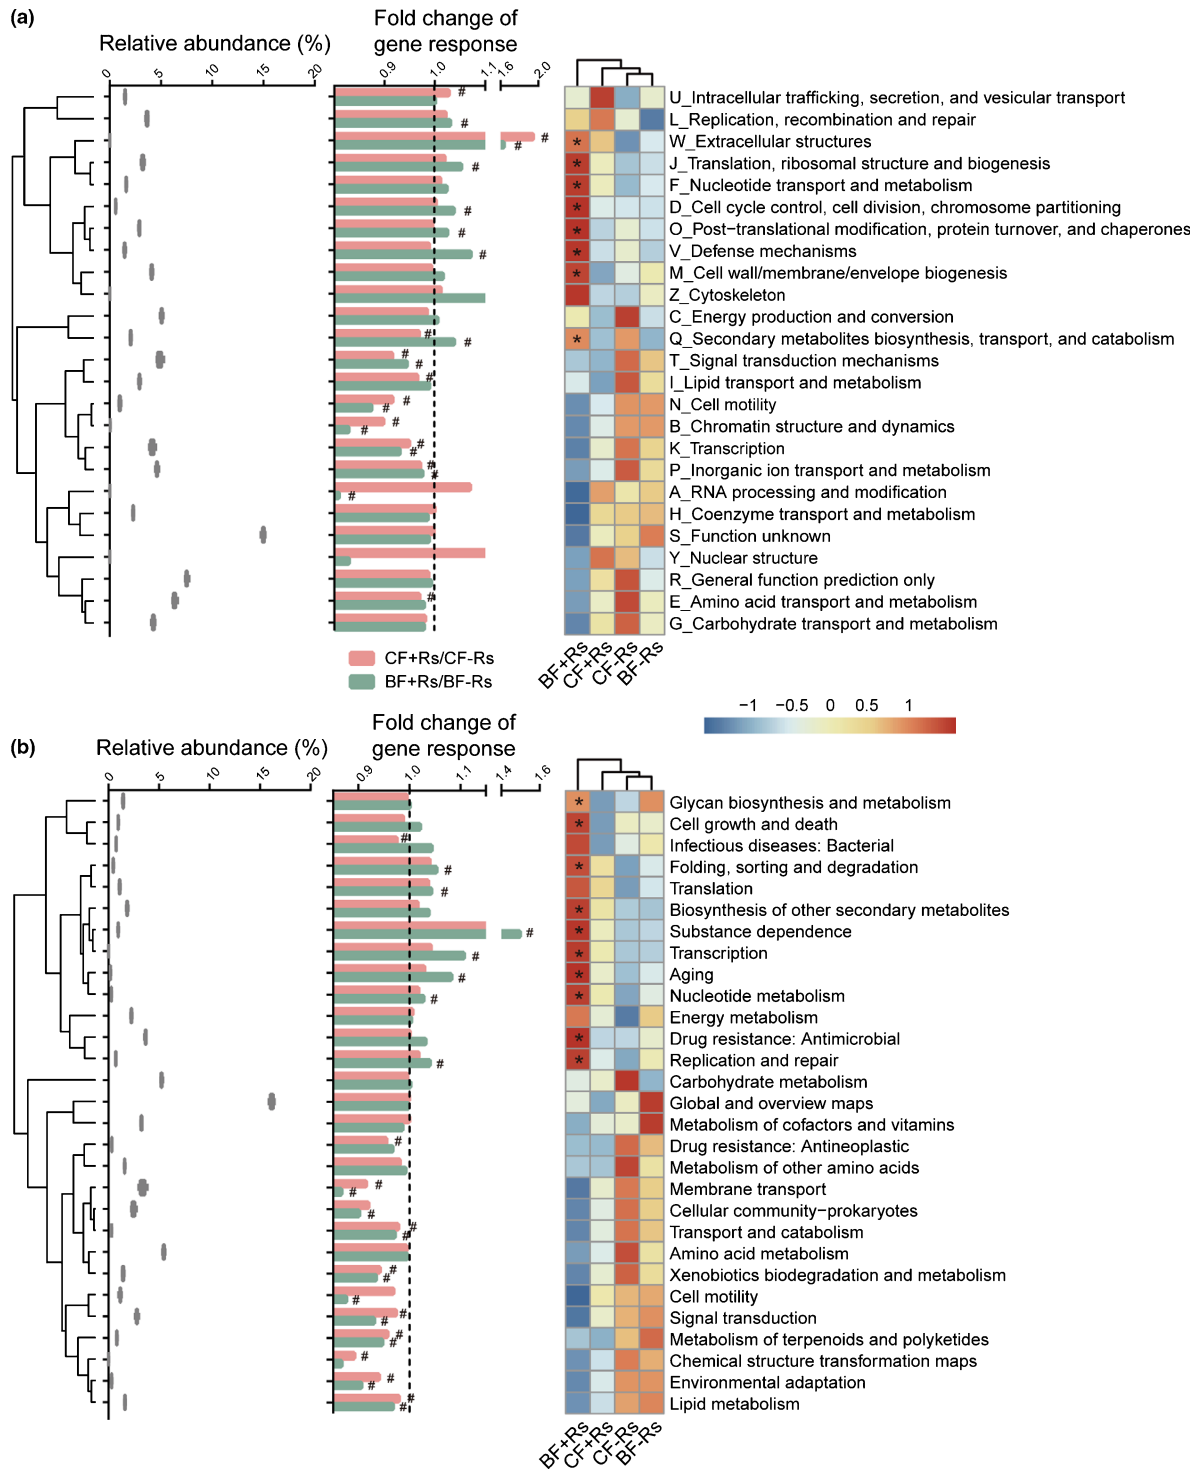 (a)
Relative abundance (%)
Fold change of
gene response
0
5
10
15
20
0.9
1.0
1.1
1.6
2.0
U_Intracellular trafficking, secretion, and vesicular transport
L_Replication, recombination and repair
W_Extracellular structures
J_Translation, ribosomal structure and biogenesis
F_Nucleotide transport and metabolism
D_Cell cycle control, cell division, chromosome partitioning
O_Post−translational modification, protein turnover, and chaperones
V_Defense mechanisms
M_Cell wall/membrane/envelope biogenesis
Z_Cytoskeleton
C_Energy production and conversion
Q_Secondary metabolites biosynthesis, transport, and catabolism
T_Signal transduction mechanisms
I_Lipid transport and metabolism
N_Cell motility
B_Chromatin structure and dynamics
K_Transcription
P_Inorganic ion transport and metabolism
A_RNA processing and modification
H_Coenzyme transport and metabolism
S_Function unknown
Y_Nuclear structure
R_General function prediction only
E_Amino acid transport and metabolism
G_Carbohydrate transport and metabolism
BF+Rs
CF+Rs
CF-Rs
BF-Rs
CF+Rs/CF-Rs
BF+Rs/BF-Rs
−1 −0.5 0 0.5 1
(b)
Relative abundance (%)
Fold change of
gene response
0
5
10
15
20
0.9
1.0
1.1
1.4
1.6
Glycan biosynthesis and metabolism
Cell growth and death
Infectious diseases: Bacterial
Folding, sorting and degradation
Translation
Biosynthesis of other secondary metabolites
Substance dependence
Transcription
Aging
Nucleotide metabolism
Energy metabolism
Drug resistance: Antimicrobial
Replication and repair
Carbohydrate metabolism
Global and overview maps
Metabolism of cofactors and vitamins
Drug resistance: Antineoplastic
Metabolism of other amino acids
Membrane transport
Cellular community−prokaryotes
Transport and catabolism
Amino acid metabolism
Xenobiotics biodegradation and metabolism
Cell motility
Signal transduction
Metabolism of terpenoids and polyketides
Chemical structure transformation maps
Environmental adaptation
Lipid metabolism
BF+Rs
CF+Rs
CF-Rs
BF-Rs